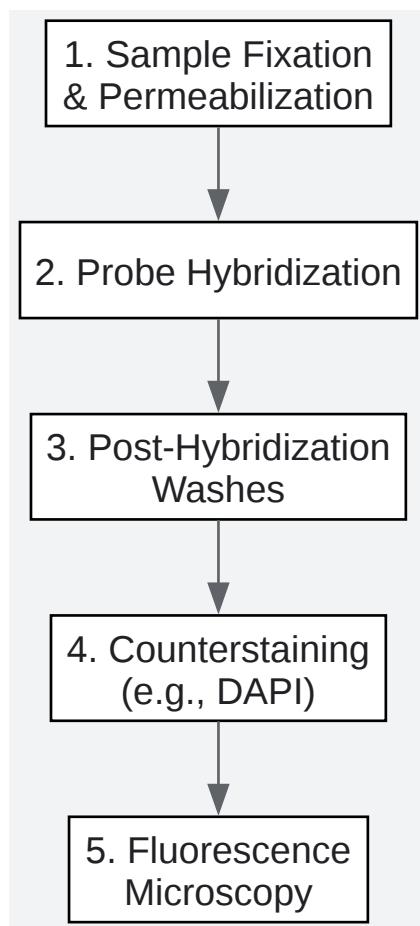 1. Sample Fixation
& Permeabilization
2. Probe Hybridization
3. Post-Hybridization
Washes
4. Counterstaining
(e.g., DAPI)
5. Fluorescence
Microscopy